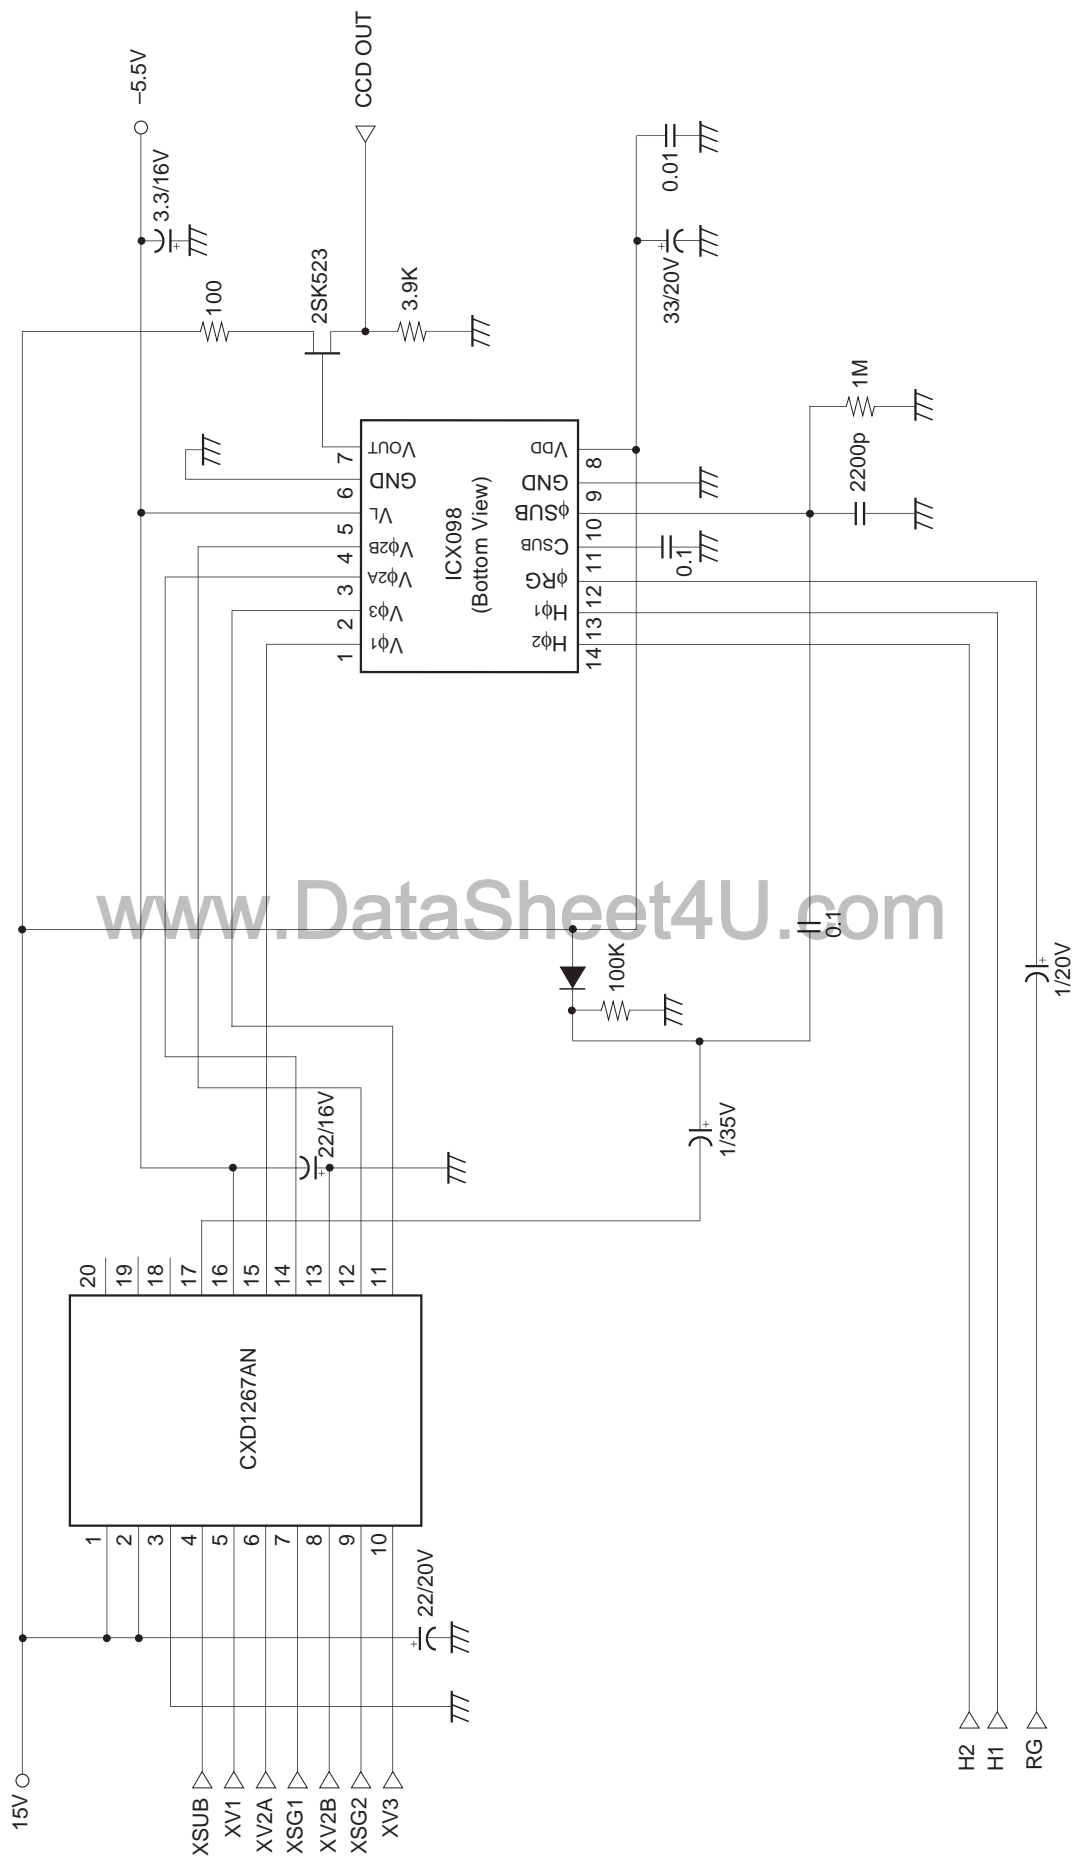 15V
XSUB
XV1
XV2A
XSG1
XV2B
XSG2
XV3
1
2
3
4
5
6
7
8
9
10
22/20V
CXD1267AN
20
19
18
17
16
15
14
13
12
11
22/16V
1/35V
100K
0.1
1/20V
www.DataSheet4U.com
–5.5V
3.3/16V
100
2SK523
3.9K
CCD OUT
ICX098
(Bottom View)
1
2
3
4
5
6
7
Vϕ1
Vϕ3
Vϕ2A
Vϕ2B
VL
GND
VOUT
Hϕ2
Hϕ1
ϕRG
CSUB
ϕSUB
GND
VDD
14
13
12
11
10
9
8
0.1
2200p
1M
33/20V
0.01
H2
H1
RG